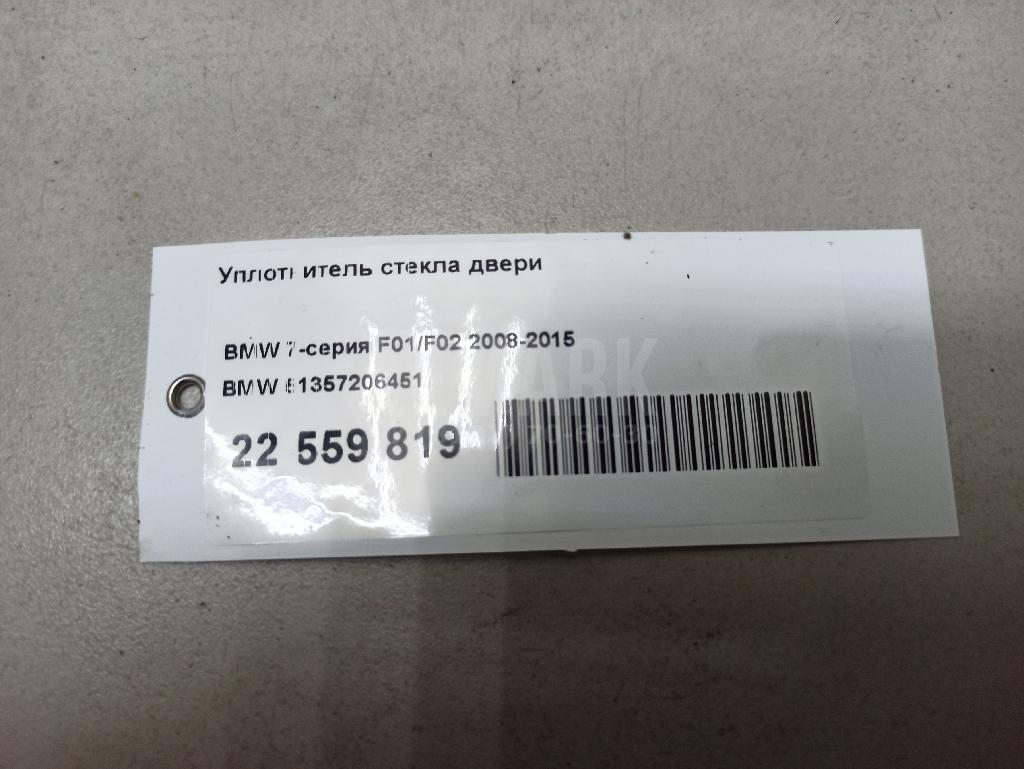 Уплотнитель стекла двери
BMW 7-серия F01/F02 2008-2015
BMW 51357206451
22 559 819